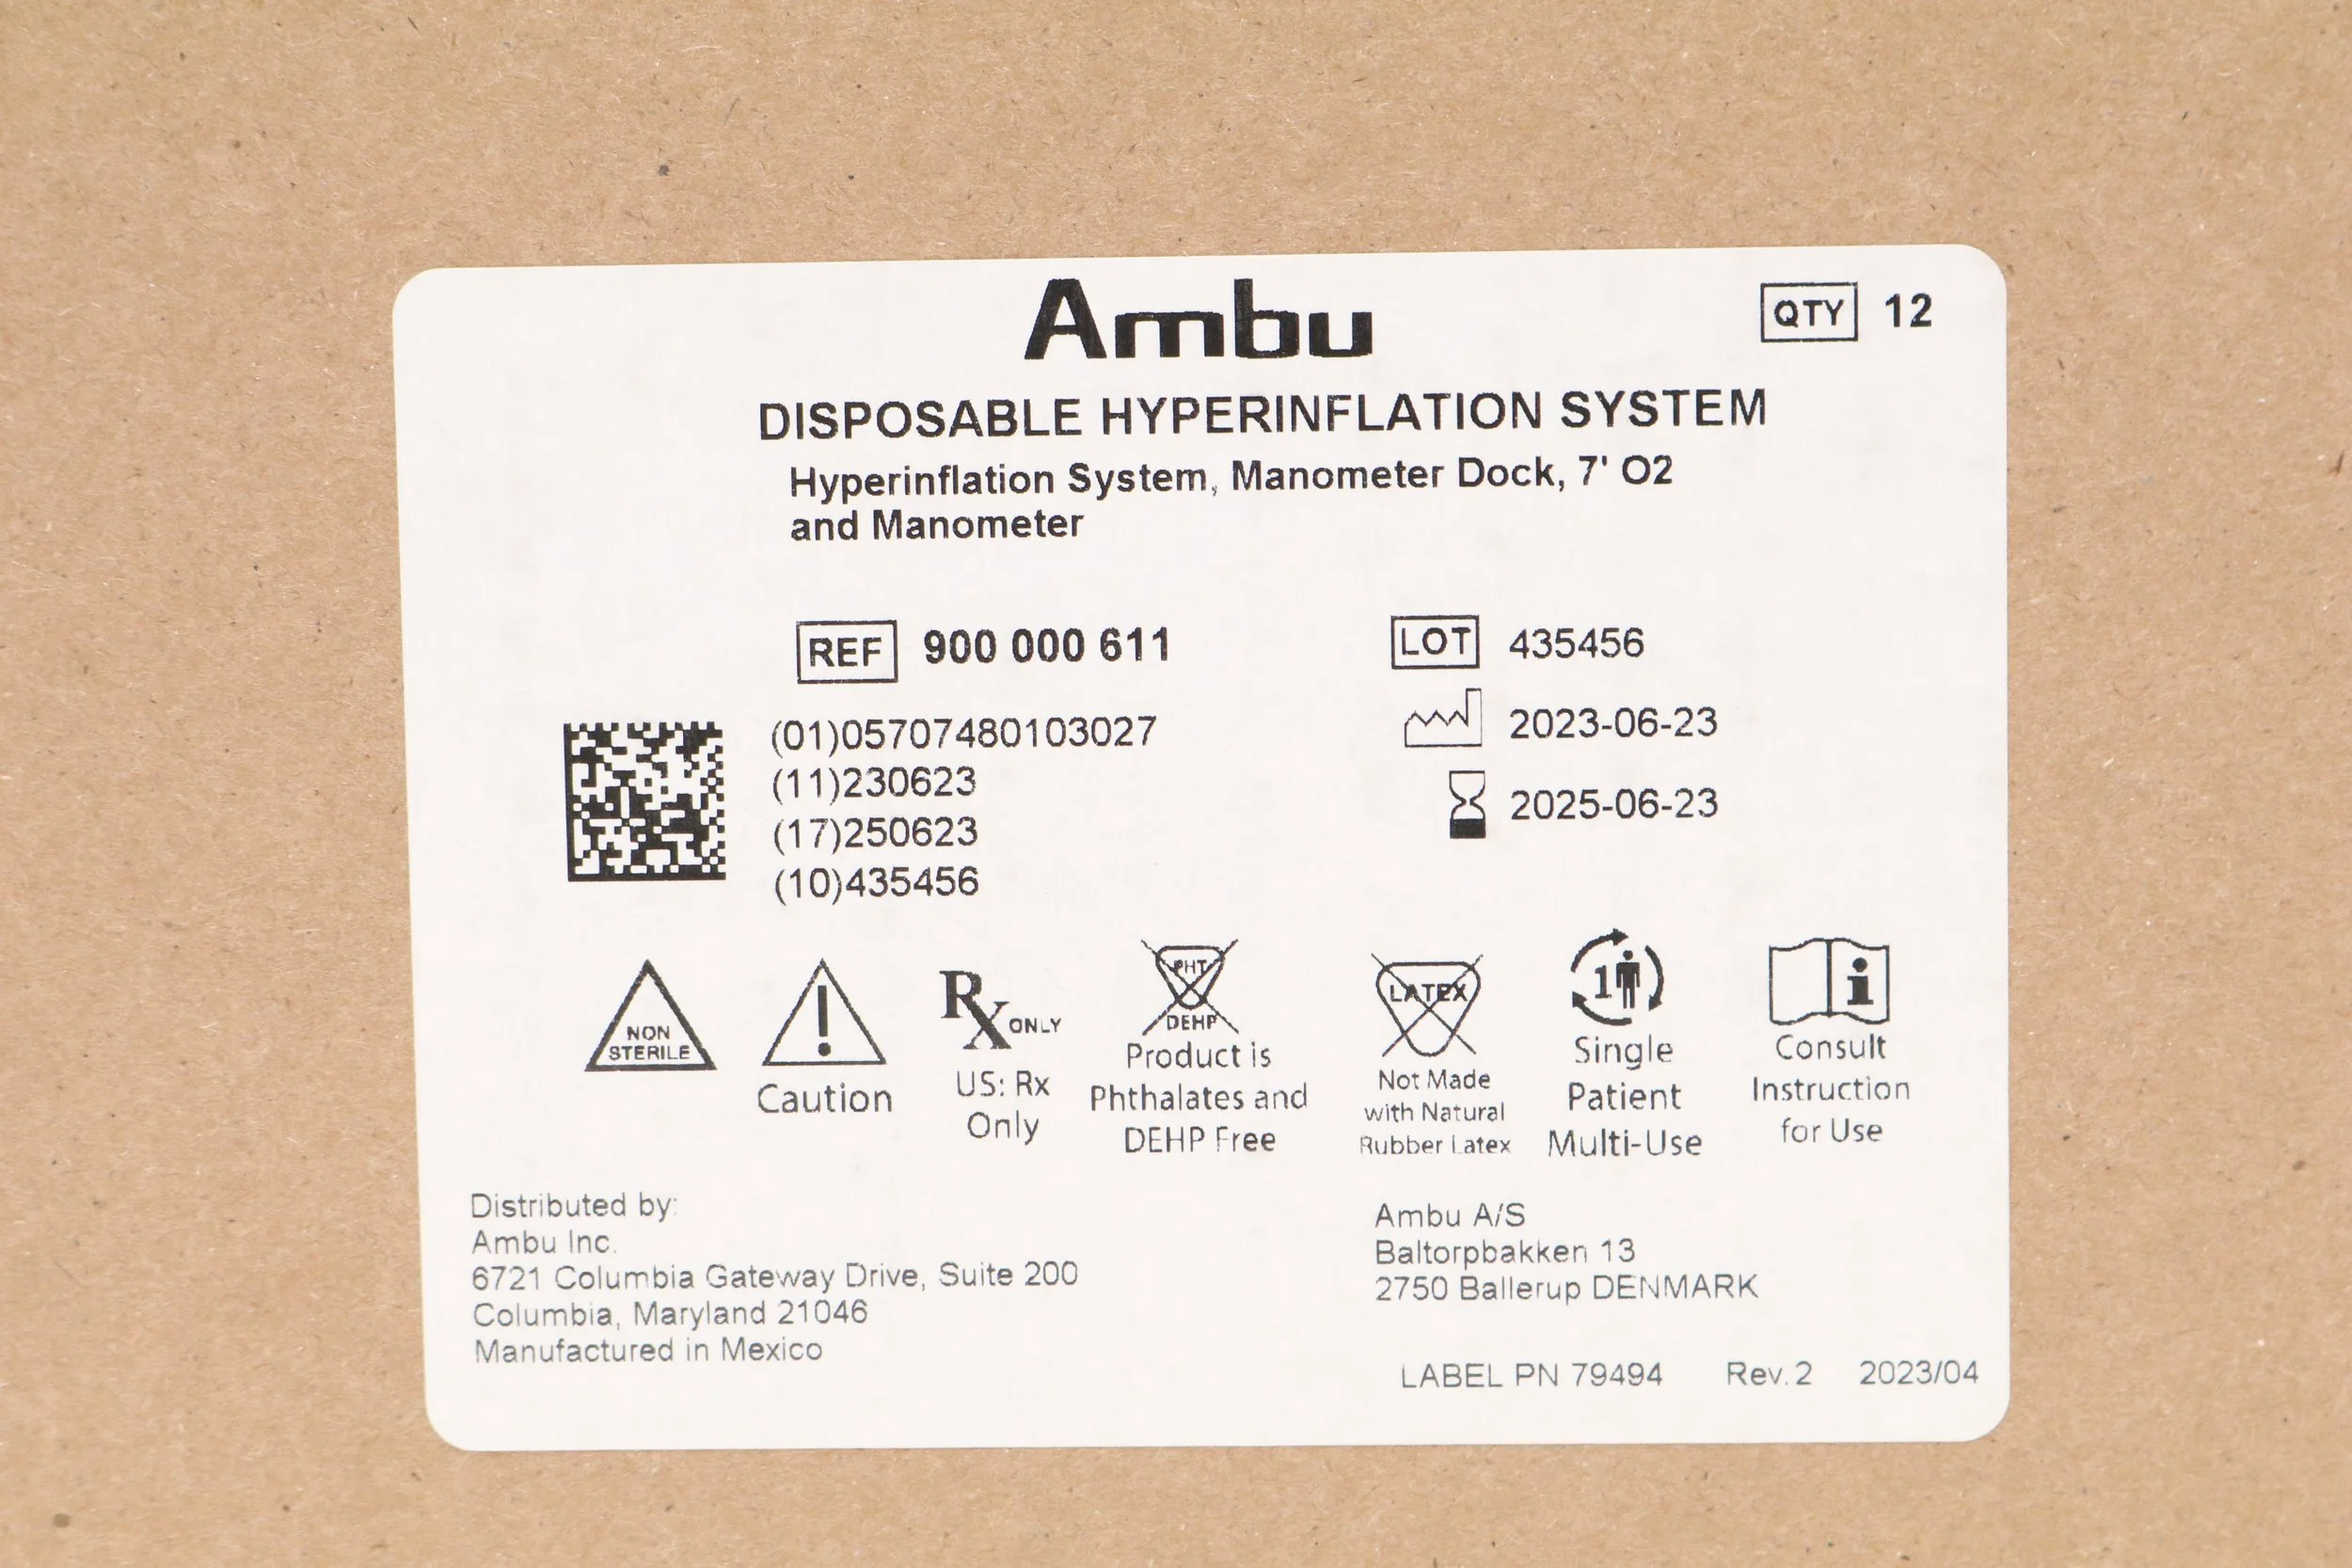 Ambu
QTY 12
DISPOSABLE HYPERINFLATION SYSTEM
Hyperinflation System, Manometer Dock, 7' O2
and Manometer
REF 900 000 611
LOT 435456
2023-06-23
2025-06-23
(01)05707480103027
(11)230623
(17)250623
(10)435456
NON
STERILE
Caution
Rx ONLY
US: Rx
Only
PHT
DEHP
Product is
Phthalates and
DEHP Free
LATEX
Not Made
with Natural
Rubber Latex
1
Single
Patient
Multi-Use
i
Consult
Instruction
for Use
Distributed by:
Ambu Inc.
6721 Columbia Gateway Drive, Suite 200
Columbia, Maryland 21046
Manufactured in Mexico
Ambu A/S
Baltorpbakken 13
2750 Ballerup DENMARK
LABEL PN 79494 Rev.2 2023/04